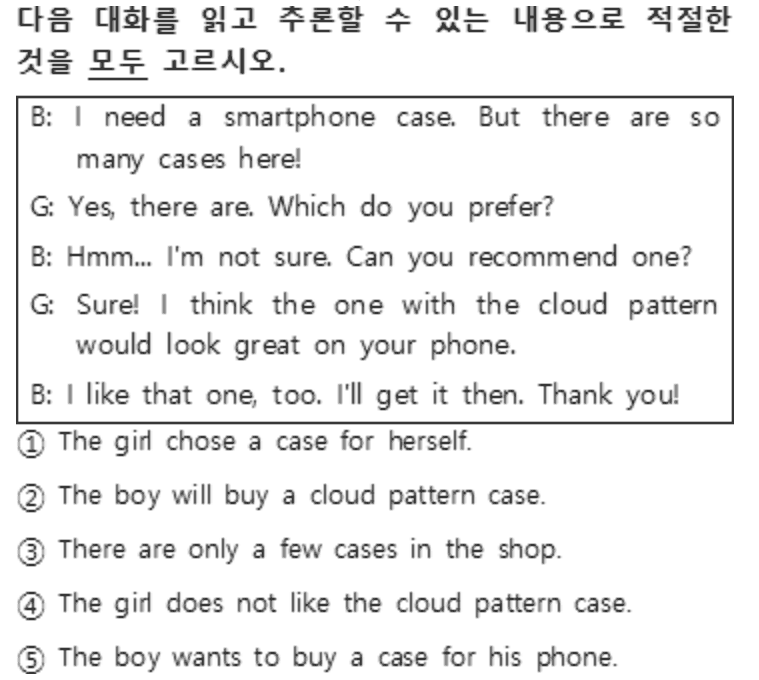 다음 대화를 읽고 추론할 수 있는 내용으로 적절한
것을 모두 고르시오.
B: I need a smartphone case. But there are so
many cases here!
G: Yes, there are. Which do you prefer?
B: Hmm... I'm not sure. Can you recommend one?
G: Sure! I think the one with the cloud pattern
would look great on your phone.
B: I like that one, too. I'll get it then. Thank you!
① The girl chose a case for herself.
② The boy will buy a cloud pattern case.
③ There are only a few cases in the shop.
④ The girl does not like the cloud pattern case.
⑤ The boy wants to buy a case for his phone.